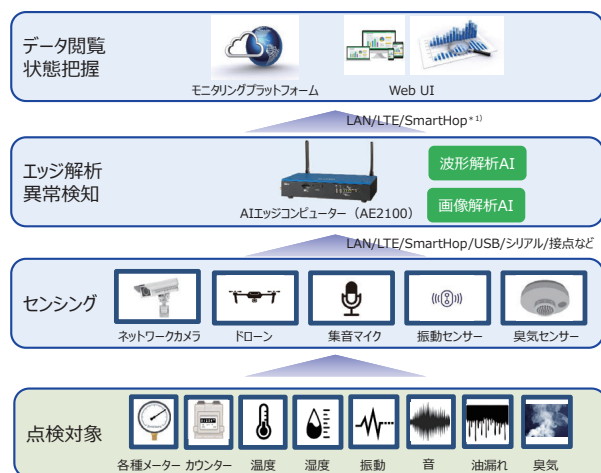 データ閲覧
状態把握
モニタリングプラットフォーム
Web UI
LAN/LTE/SmartHop*1)
エッジ解析
異常検知
AIエッジコンピューター（AE2100）
波形解析AI
画像解析AI
LAN/LTE/SmartHop/USB/シリアル/接点など
センシング
ネットワークカメラ
ドローン
集音マイク
振動センサー
臭気センサー
点検対象
各種メーター
カウンター
温度
湿度
振動
音
油漏れ
臭気